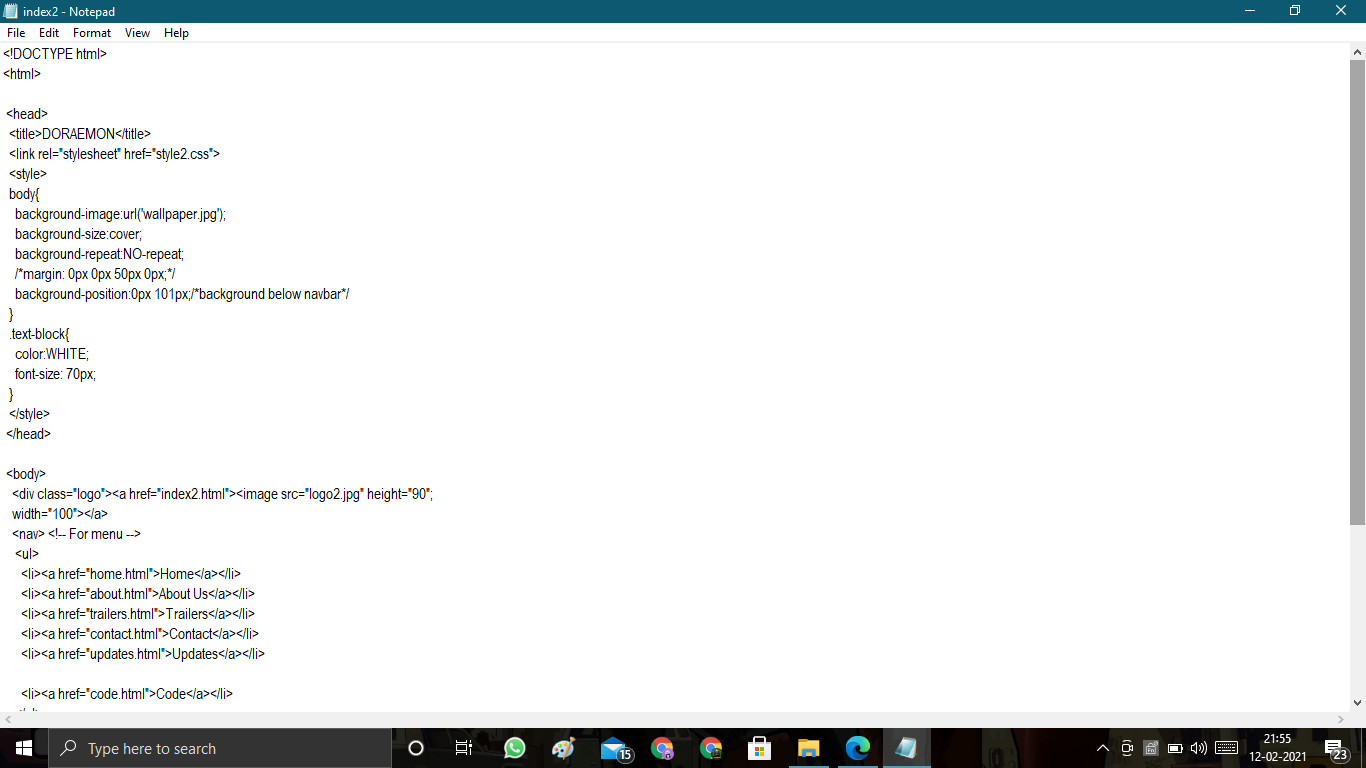 index2 - Notepad
File Edit Format View Help
<!DOCTYPE html>
<html>
<head>
<title>DORAEMON</title>
<link rel="stylesheet" href="style2.css">
<style>
body{
background-image:url('wallpaper.jpg');
background-size:cover;
background-repeat:NO-repeat;
/*margin: 0px 0px 50px 0px;*/
background-position:0px 101px;/*background below navbar*/
}
.text-block{
color:WHITE;
font-size: 70px;
}
</style>
</head>
<body>
<div class="logo"><a href="index2.html"><image src="logo2.jpg" height="90";
width="100"></a>
<nav> <!-- For menu -->
<ul>
<li><a href="home.html">Home</a></li>
<li><a href="about.html">About Us</a></li>
<li><a href="trailers.html">Trailers</a></li>
<li><a href="contact.html">Contact</a></li>
<li><a href="updates.html">Updates</a></li>
<li><a href="code.html">Code</a></li>
Type here to search
15
21:55
12-02-2021
23